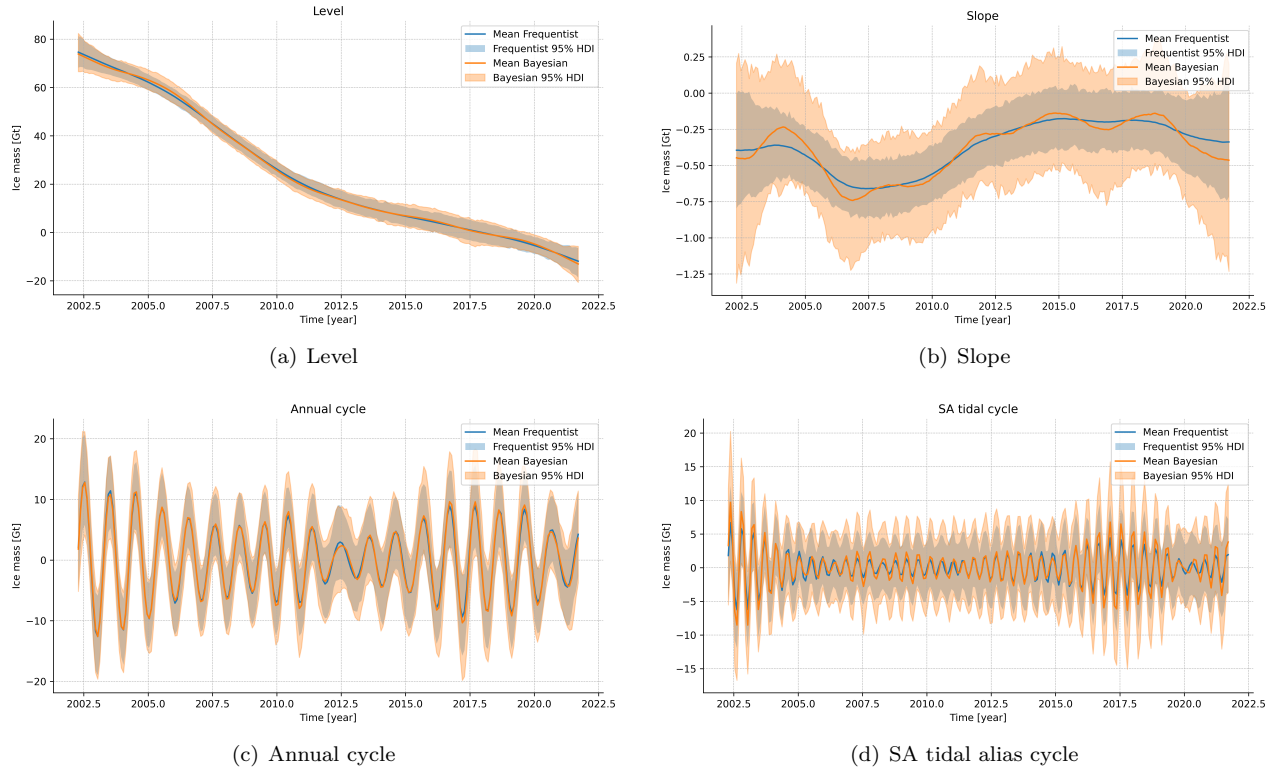 Level
Mean Frequentist
Frequentist 95% HDI
Mean Bayesian
Bayesian 95% HDI
Ice mass [Gt]
80
60
40
20
0
−20
2002.5 2005.0 2007.5 2010.0 2012.5 2015.0 2017.5 2020.0 2022.5
Time [year]
(a) Level
Slope
Mean Frequentist
Frequentist 95% HDI
Mean Bayesian
Bayesian 95% HDI
Ice mass [Gt]
0.25
0.00
−0.25
−0.50
−0.75
−1.00
−1.25
2002.5 2005.0 2007.5 2010.0 2012.5 2015.0 2017.5 2020.0 2022.5
Time [year]
(b) Slope
Annual cycle
Mean Frequentist
Frequentist 95% HDI
Mean Bayesian
Bayesian 95% HDI
Ice mass [Gt]
20
10
0
−10
−20
2002.5 2005.0 2007.5 2010.0 2012.5 2015.0 2017.5 2020.0 2022.5
Time [year]
(c) Annual cycle
SA tidal cycle
Mean Frequentist
Frequentist 95% HDI
Mean Bayesian
Bayesian 95% HDI
Ice mass [Gt]
20
15
10
5
0
−5
−10
−15
2002.5 2005.0 2007.5 2010.0 2012.5 2015.0 2017.5 2020.0 2022.5
Time [year]
(d) SA tidal alias cycle